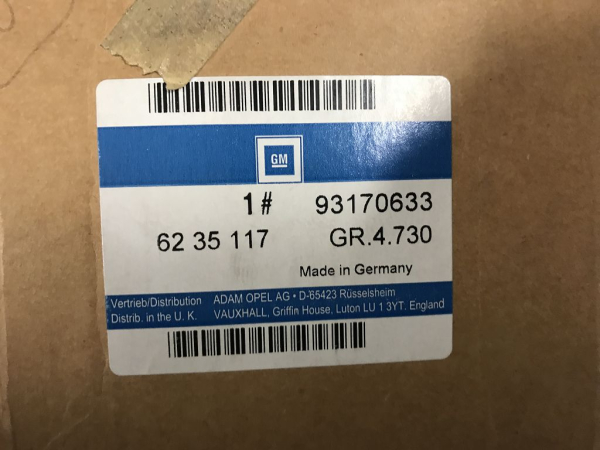 GM
1# 93170633
62 35 117 GR.4.730
Made in Germany
Vertrieb/Distribution ADAM OPEL AG • D-65423 Rüsselsheim
Distrib. in the U. K. VAUXHALL, Griffin House, Luton LU 1 3YT. England